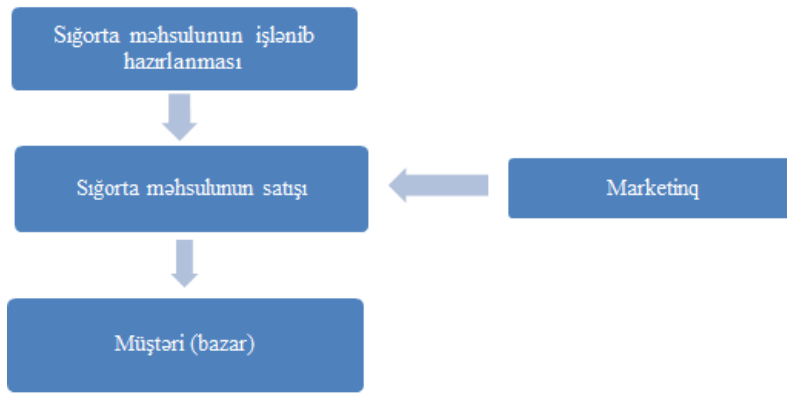 Sığorta məhsulunun işlənib
hazırlanması
Sığorta məhsulunun satışı
Marketinq
Müştəri (bazar)